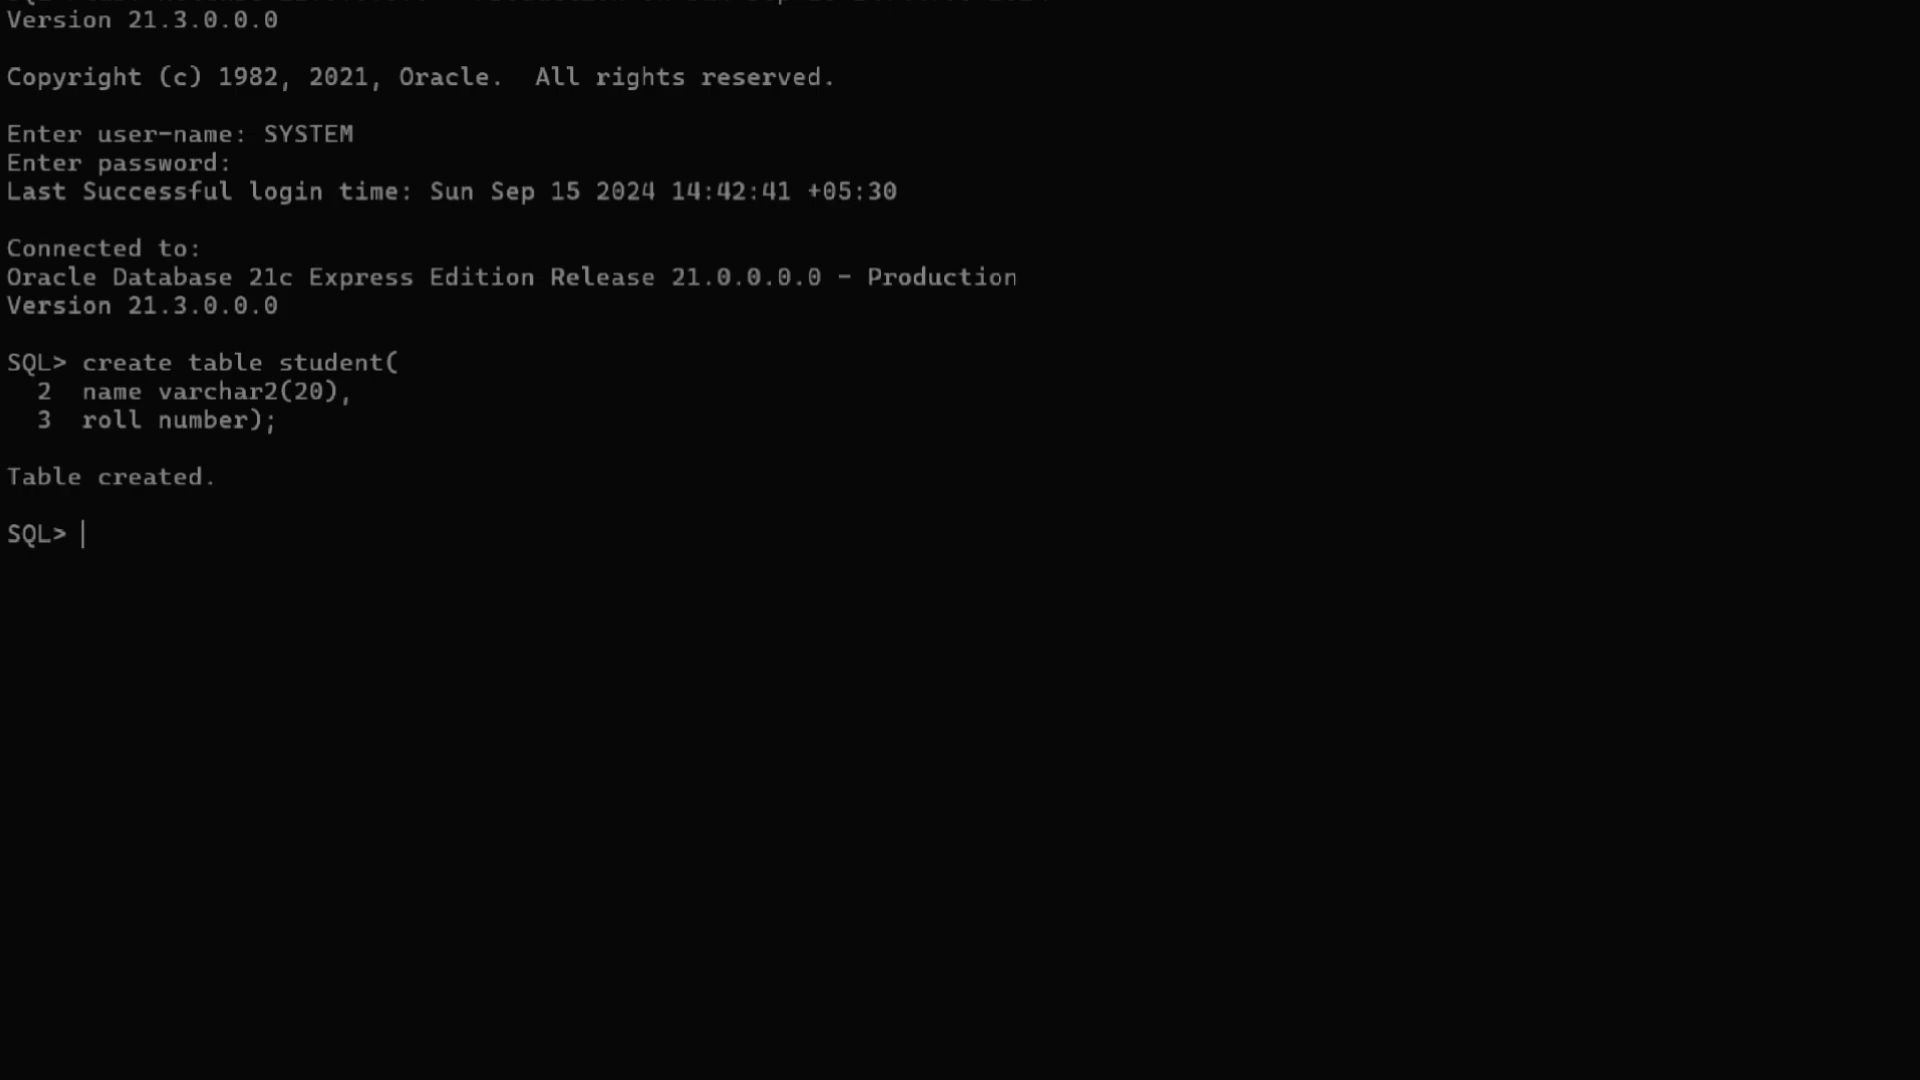 Version 21.3.0.0.0
Copyright (c) 1982, 2021, Oracle.  All rights reserved.
Enter user-name: SYSTEM
Enter password:
Last Successful login time: Sun Sep 15 2024 14:42:41 +05:30
Connected to:
Oracle Database 21c Express Edition Release 21.0.0.0.0 - Production
Version 21.3.0.0.0
SQL> create table student(
  2  name varchar2(20),
  3  roll number);
Table created.
SQL>